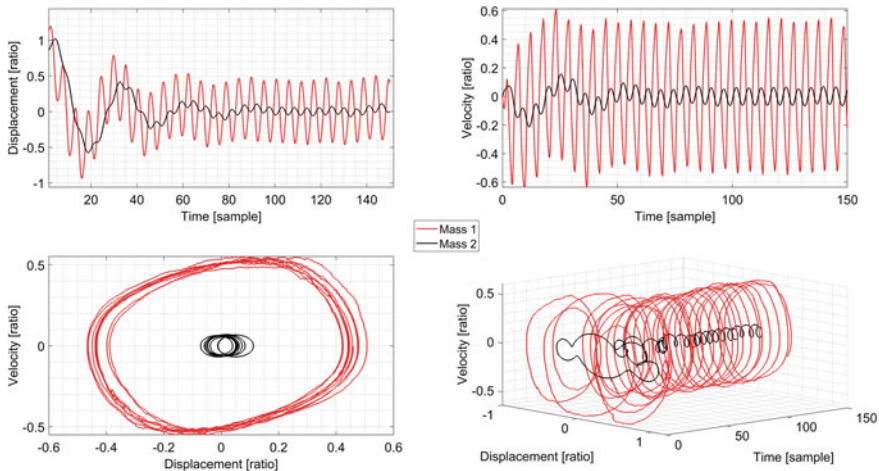 Displacement [ratio]
1
0.5
0
-0.5
-1
20 40 60 80 100 120 140
Time [sample]
Velocity [ratio]
0.6
0.4
0.2
0
-0.2
-0.4
-0.6
0 50 100 150
Time [sample]
Mass 1
Mass 2
Velocity [ratio]
0.5
0
-0.5
-0.6 -0.4 -0.2 0 0.2 0.4 0.6
Displacement [ratio]
Velocity [ratio]
0.5
0
-0.5
-1 0 1
Displacement [ratio]
0 50 100 150
Time [sample]